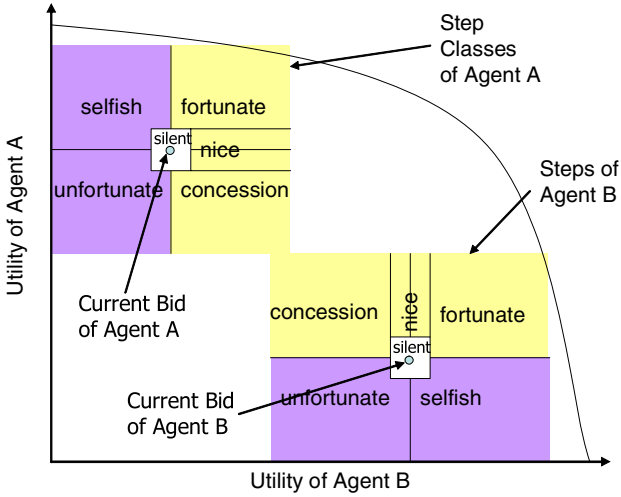 Step
Classes
of Agent A
selfish
fortunate
silent
nice
unfortunate
concession
Steps of
Agent B
Utility of Agent A
Current Bid
of Agent A
concession
nice
fortunate
silent
Current Bid
of Agent B
unfortunate
selfish
Utility of Agent B